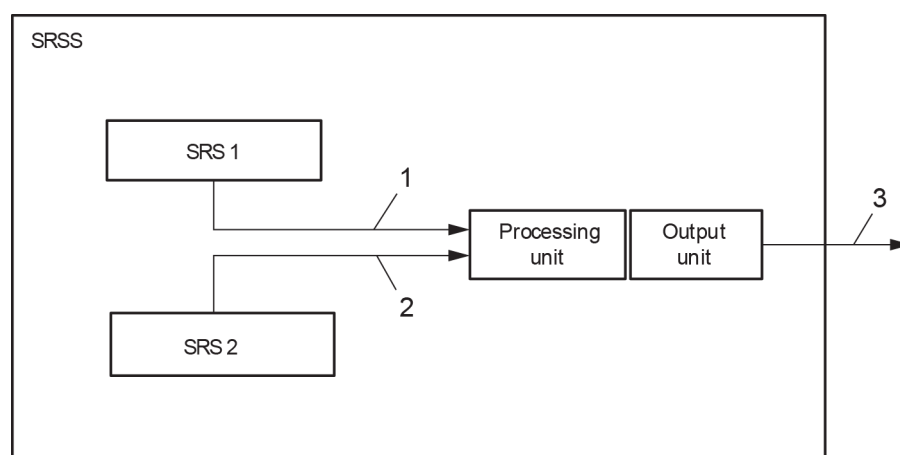 SRSS
SRS 1
1
3
Processing
unit
Output
unit
2
SRS 2